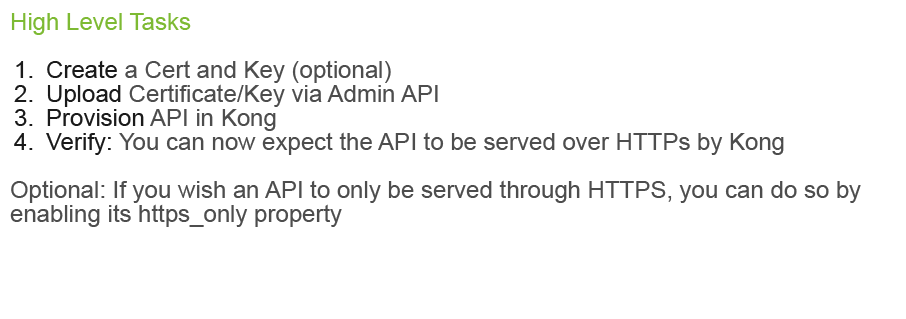 High Level Tasks
1. Create a Cert and Key (optional)
2. Upload Certificate/Key via Admin API
3. Provision API in Kong
4. Verify: You can now expect the API to be served over HTTPs by Kong
Optional: If you wish an API to only be served through HTTPS, you can do so by
enabling its https_only property